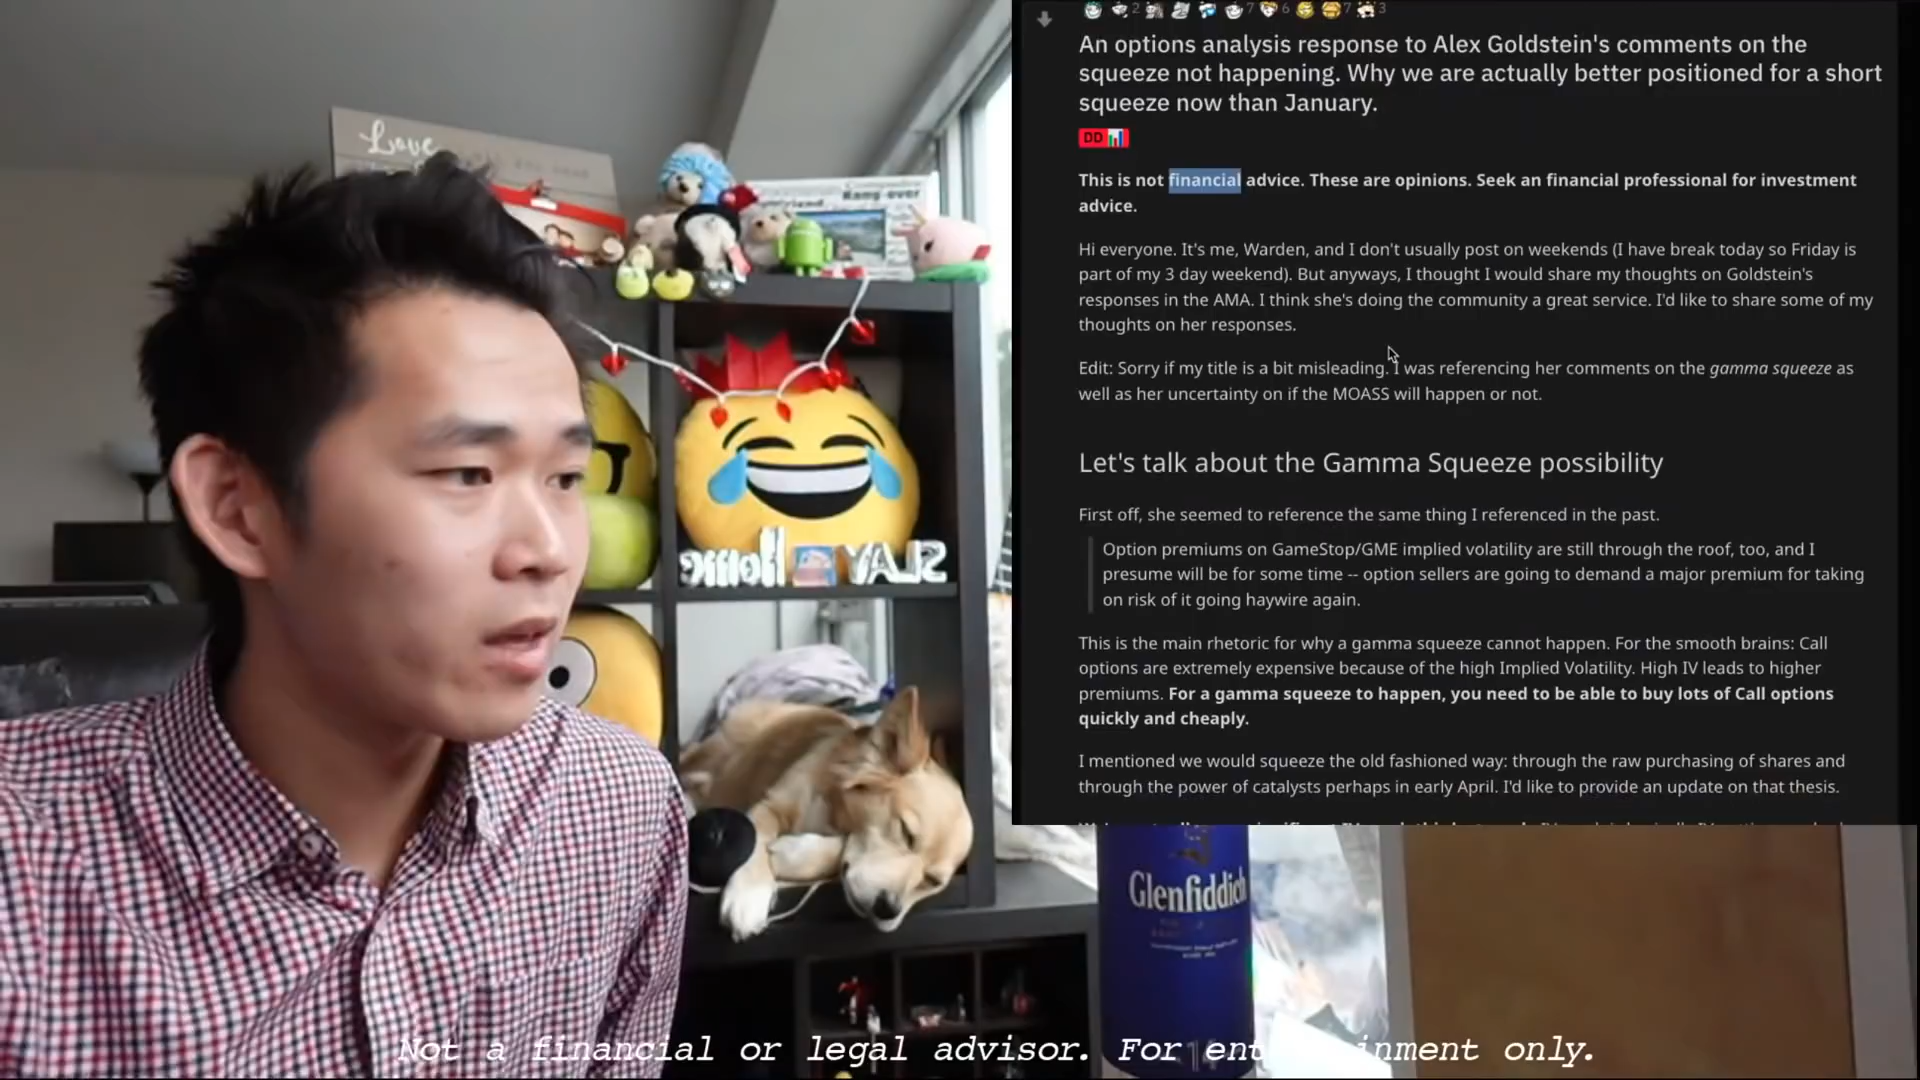 2 7 6 7 3
An options analysis response to Alex Goldstein's comments on the
squeeze not happening. Why we are actually better positioned for a short
squeeze now than January.
DD
This is not financial advice. These are opinions. Seek an financial professional for investment
advice.
Hi everyone. It's me, Warden, and I don't usually post on weekends (I have break today so Friday is
part of my 3 day weekend). But anyways, I thought I would share my thoughts on Goldstein's
responses in the AMA. I think she's doing the community a great service. I'd like to share some of my
thoughts on her responses.
Edit: Sorry if my title is a bit misleading. I was referencing her comments on the gamma squeeze as
well as her uncertainty on if the MOASS will happen or not.
Let's talk about the Gamma Squeeze possibility
First off, she seemed to reference the same thing I referenced in the past.
Option premiums on GameStop/GME implied volatility are still through the roof, too, and I
presume will be for some time -- option sellers are going to demand a major premium for taking
on risk of it going haywire again.
This is the main rhetoric for why a gamma squeeze cannot happen. For the smooth brains: Call
options are extremely expensive because of the high Implied Volatility. High IV leads to higher
premiums. For a gamma squeeze to happen, you need to be able to buy lots of Call options
quickly and cheaply.
I mentioned we would squeeze the old fashioned way: through the raw purchasing of shares and
through the power of catalysts perhaps in early April. I'd like to provide an update on that thesis.
Love
Hang-over
SLAY Home
Glenfiddich
Not a financial or legal advisor. For entertainment only.